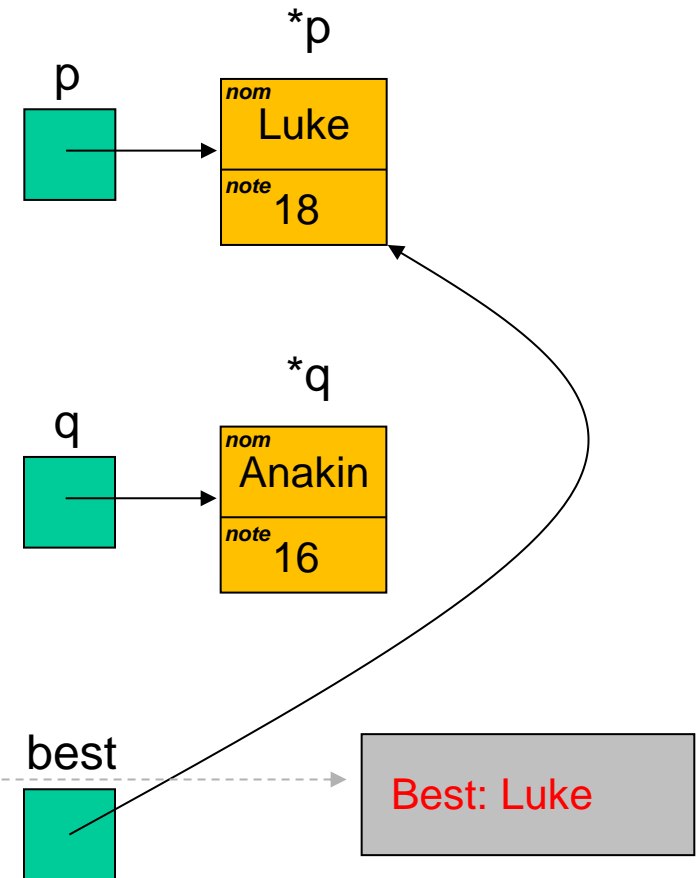 *p
p
nom
Luke
note
18
*q
q
nom
Anakin
note
16
best
Best: Luke